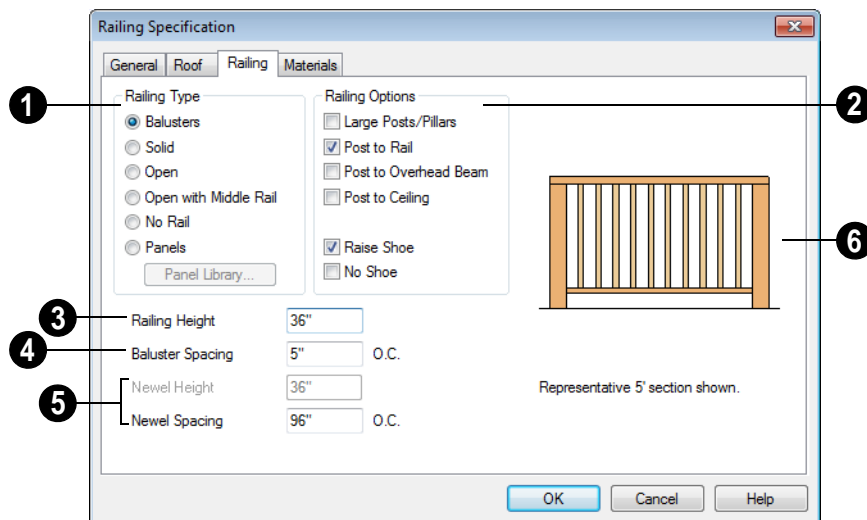 Railing Specification
General Roof Railing Materials
1 Railing Type Railing Options 2
Balusters Large Posts/Pillars
Solid Post to Rail
Open Post to Overhead Beam
Open with Middle Rail Post to Ceiling
No Rail
Panels Raise Shoe
Panel Library... No Shoe
6
3 Railing Height 36"
4 Baluster Spacing 5" O.C.
5 Newel Height 36" Representative 5' section shown.
Newel Spacing 96" O.C.
OK Cancel Help